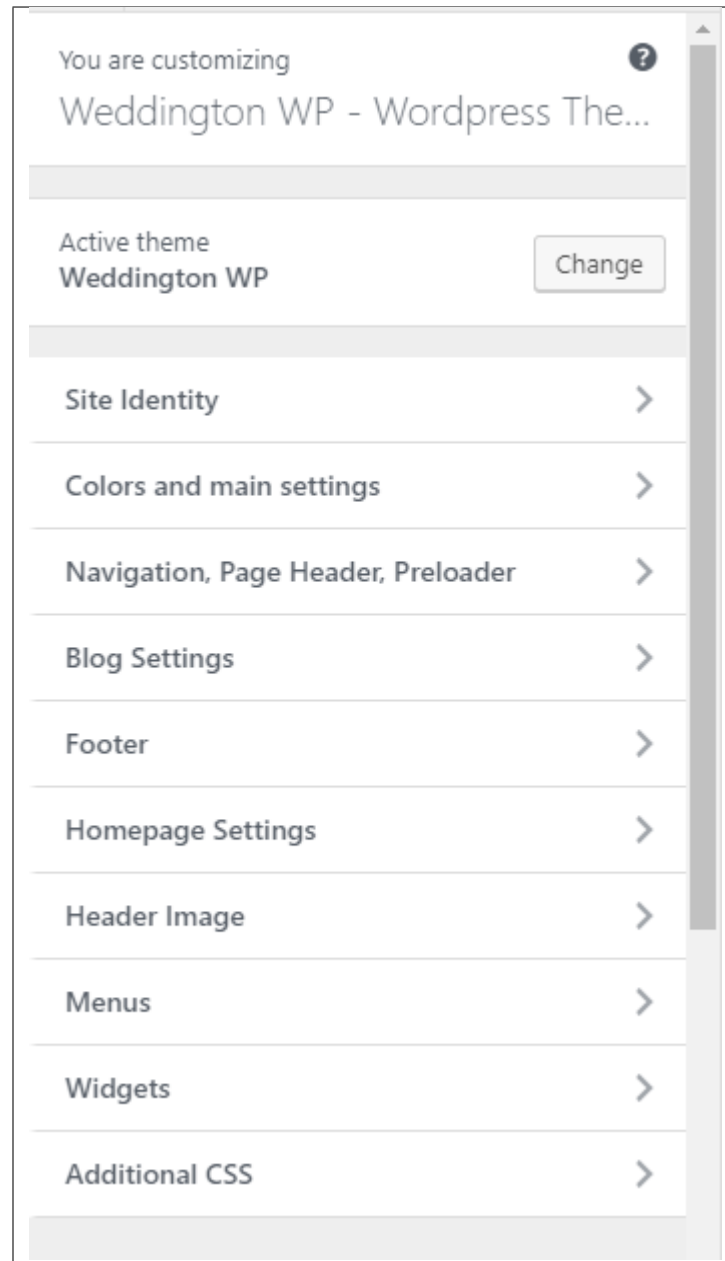 You are customizing
Weddington WP - Wordpress The...
Active theme
Weddington WP
Change
Site Identity
Colors and main settings
Navigation, Page Header, Preloader
Blog Settings
Footer
Homepage Settings
Header Image
Menus
Widgets
Additional CSS